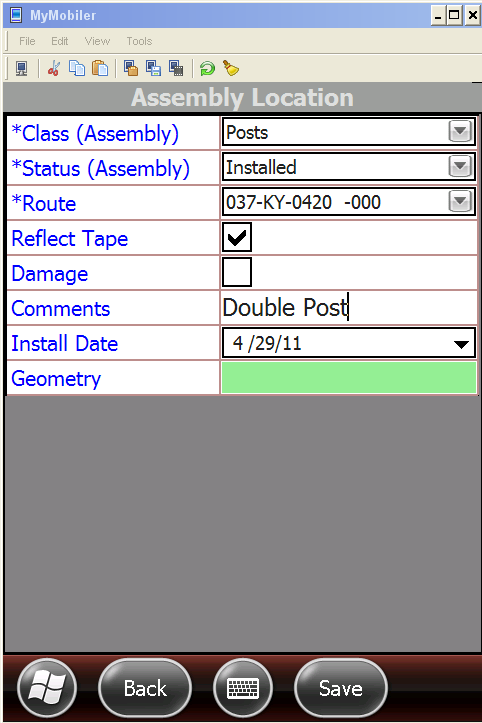 MyMobiler
File Edit View Tools
Assembly Location
*Class (Assembly) Posts
*Status (Assembly) Installed
*Route 037-KY-0420 -000
Reflect Tape
Damage
Comments Double Post
Install Date 4 /29/11
Geometry
Back Save